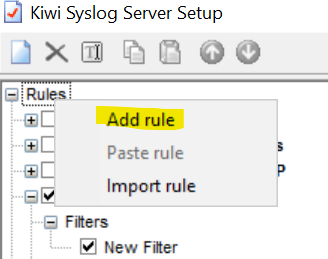 Kiwi Syslog Server Setup
Rules
Add rule
Paste rule
Import rule
Filters
New Filter